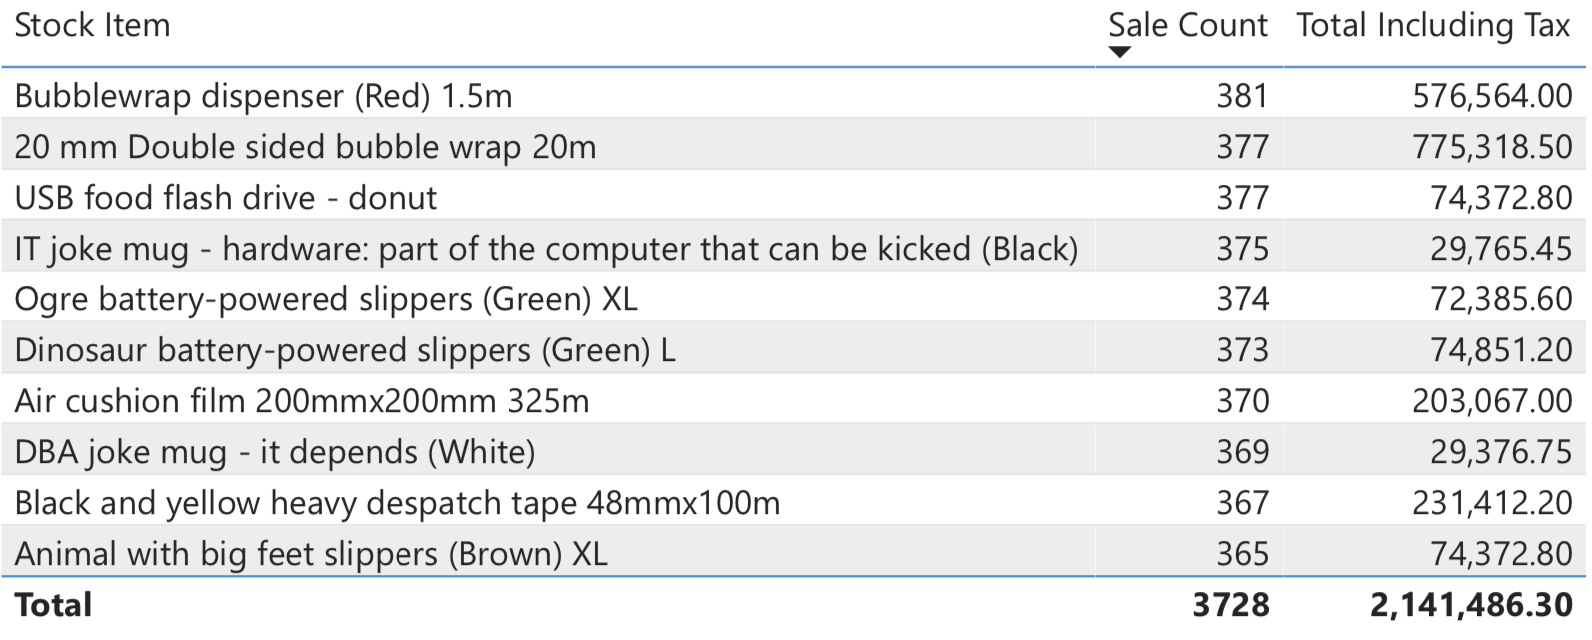 Stock Item Sale Count Total Including Tax
Bubblewrap dispenser (Red) 1.5m 381 576,564.00
20 mm Double sided bubble wrap 20m 377 775,318.50
USB food flash drive - donut 377 74,372.80
IT joke mug - hardware: part of the computer that can be kicked (Black) 375 29,765.45
Ogre battery-powered slippers (Green) XL 374 72,385.60
Dinosaur battery-powered slippers (Green) L 373 74,851.20
Air cushion film 200mmx200mm 325m 370 203,067.00
DBA joke mug - it depends (White) 369 29,376.75
Black and yellow heavy despatch tape 48mmx100m 367 231,412.20
Animal with big feet slippers (Brown) XL 365 74,372.80
Total 3728 2,141,486.30